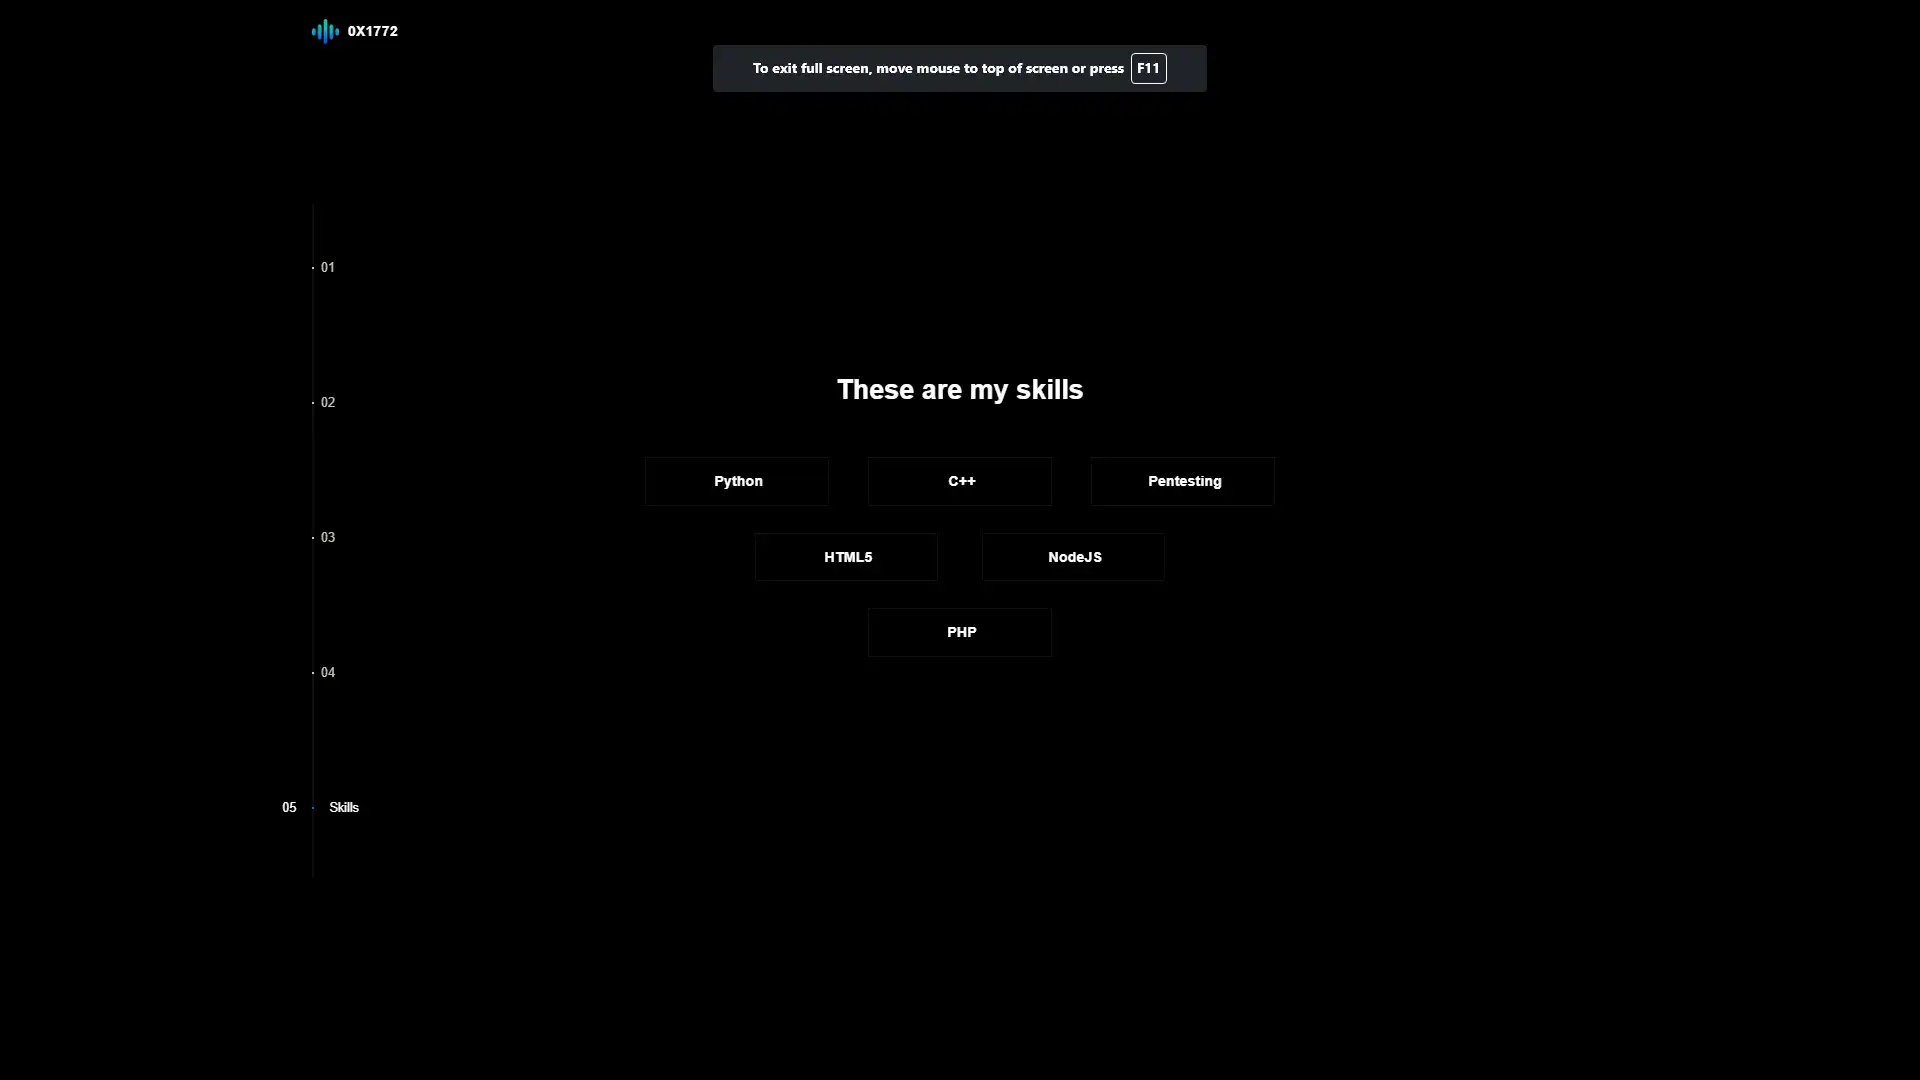 0X1772
To exit full screen, move mouse to top of screen or press F11
01
02
03
04
05 Skills
These are my skills
Python C++ Pentesting
HTML5 NodeJS
PHP